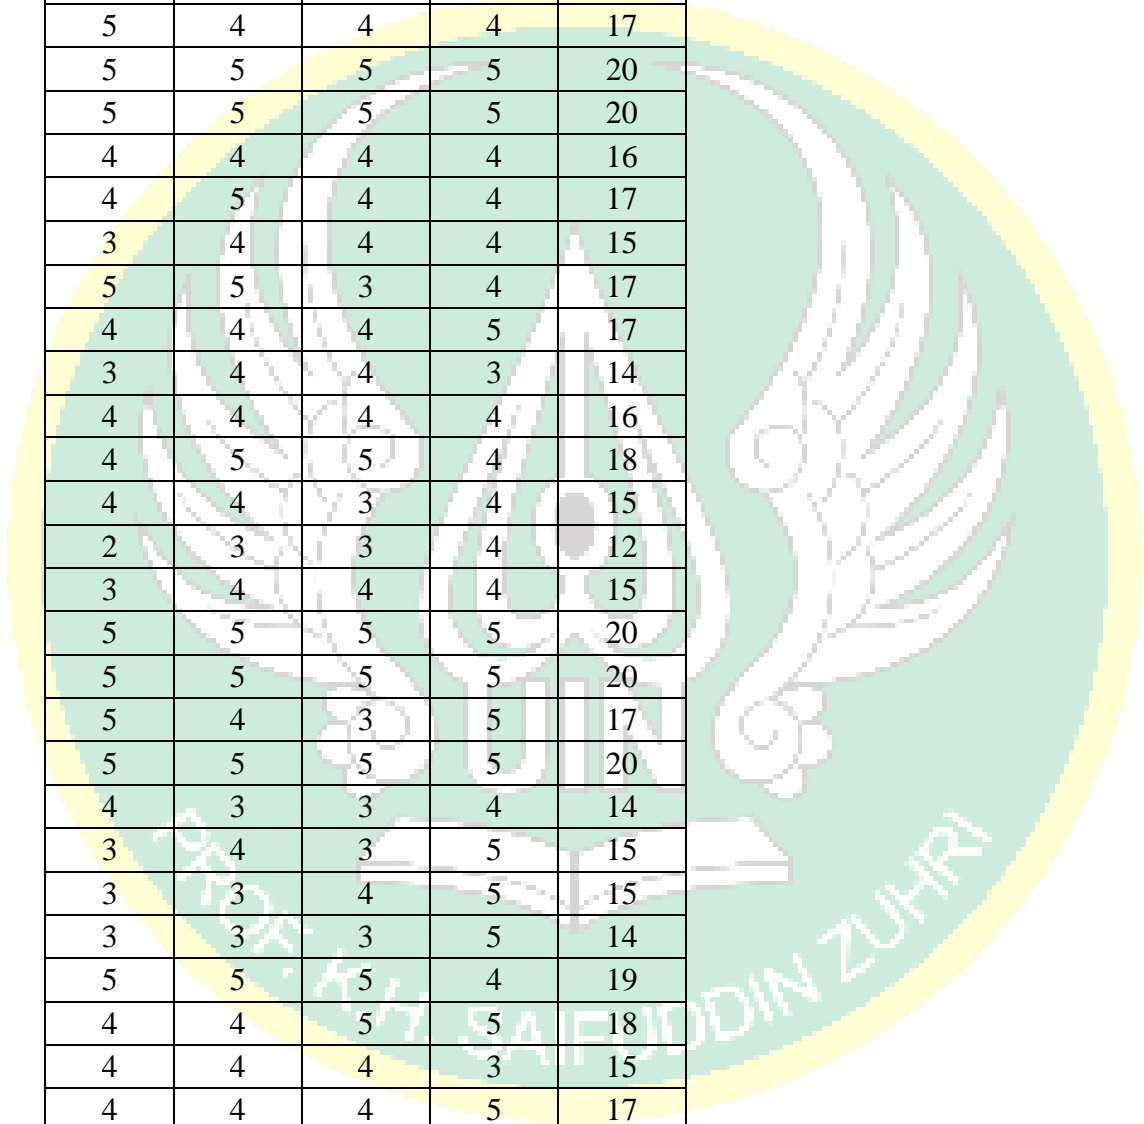 5 4 4 4 17
5 5 5 5 20
5 5 5 5 20
4 4 4 4 16
4 5 4 4 17
3 4 4 4 15
5 5 3 4 17
4 4 4 5 17
3 4 4 3 14
4 4 4 4 16
4 5 5 4 18
4 4 3 4 15
2 3 3 4 12
3 4 4 4 15
5 5 5 5 20
5 5 5 5 20
5 4 3 5 17
5 5 5 5 20
4 3 3 4 14
3 4 3 5 15
3 3 4 5 15
3 3 3 5 14
5 5 5 4 19
4 4 5 5 18
4 4 4 3 15
4 4 4 5 17
UIN
PROF. K.H. SAIFUDDIN ZUHRI